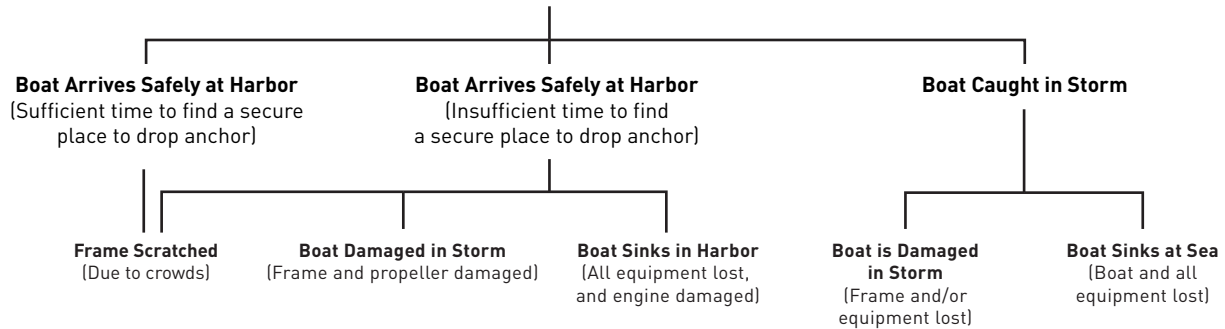 Boat Arrives Safely at Harbor
(Sufficient time to find a secure
place to drop anchor)
Boat Arrives Safely at Harbor
(Insufficient time to find
a secure place to drop anchor)
Boat Caught in Storm
Frame Scratched
(Due to crowds)
Boat Damaged in Storm
(Frame and propeller damaged)
Boat Sinks in Harbor
(All equipment lost,
and engine damaged)
Boat is Damaged
in Storm
(Frame and/or
equipment lost)
Boat Sinks at Sea
(Boat and all
equipment lost)